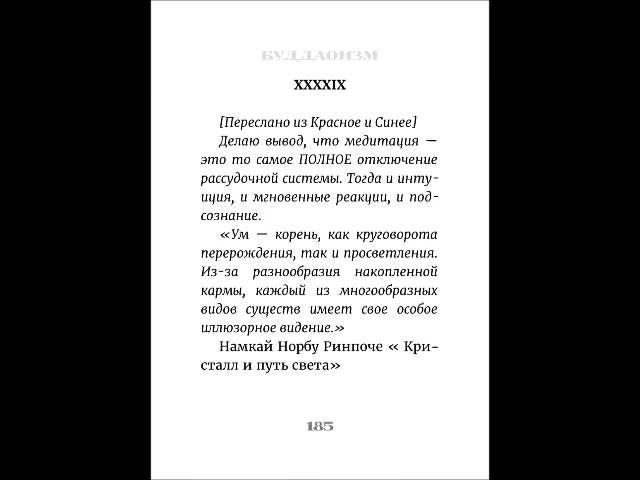 БУДДАОИЗМ
XXXXIX
[Переслано из Красное и Синее]
Делаю вывод, что медитация —
это то самое ПОЛНОЕ отключение
рассудочной системы. Тогда и инту-
иция, и мгновенные реакции, и под-
сознание.
«Ум — корень, как круговорота
перерождения, так и просветления.
Из-за разнообразия накопленной
кармы, каждый из многообразных
видов существ имеет свое особое
иллюзорное видение.»
Намкай Норбу Ринпоче « Кри-
сталл и путь света»
185